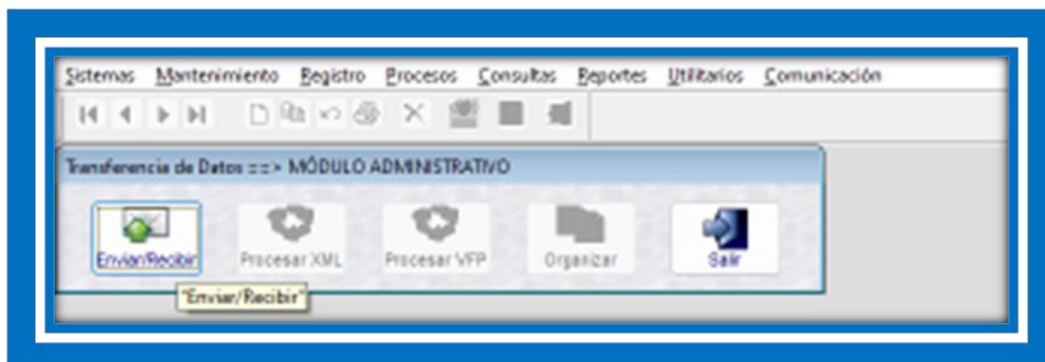 Sistemas Mantenimiento Registro Procesos Consultas Reportes Utilitarios Comunicación
Transferencia de Datos ==> MÓDULO ADMINISTRATIVO
Enviar/Recibir Procesar XML Procesar VFP Organizar Salir
"Enviar/Recibir"